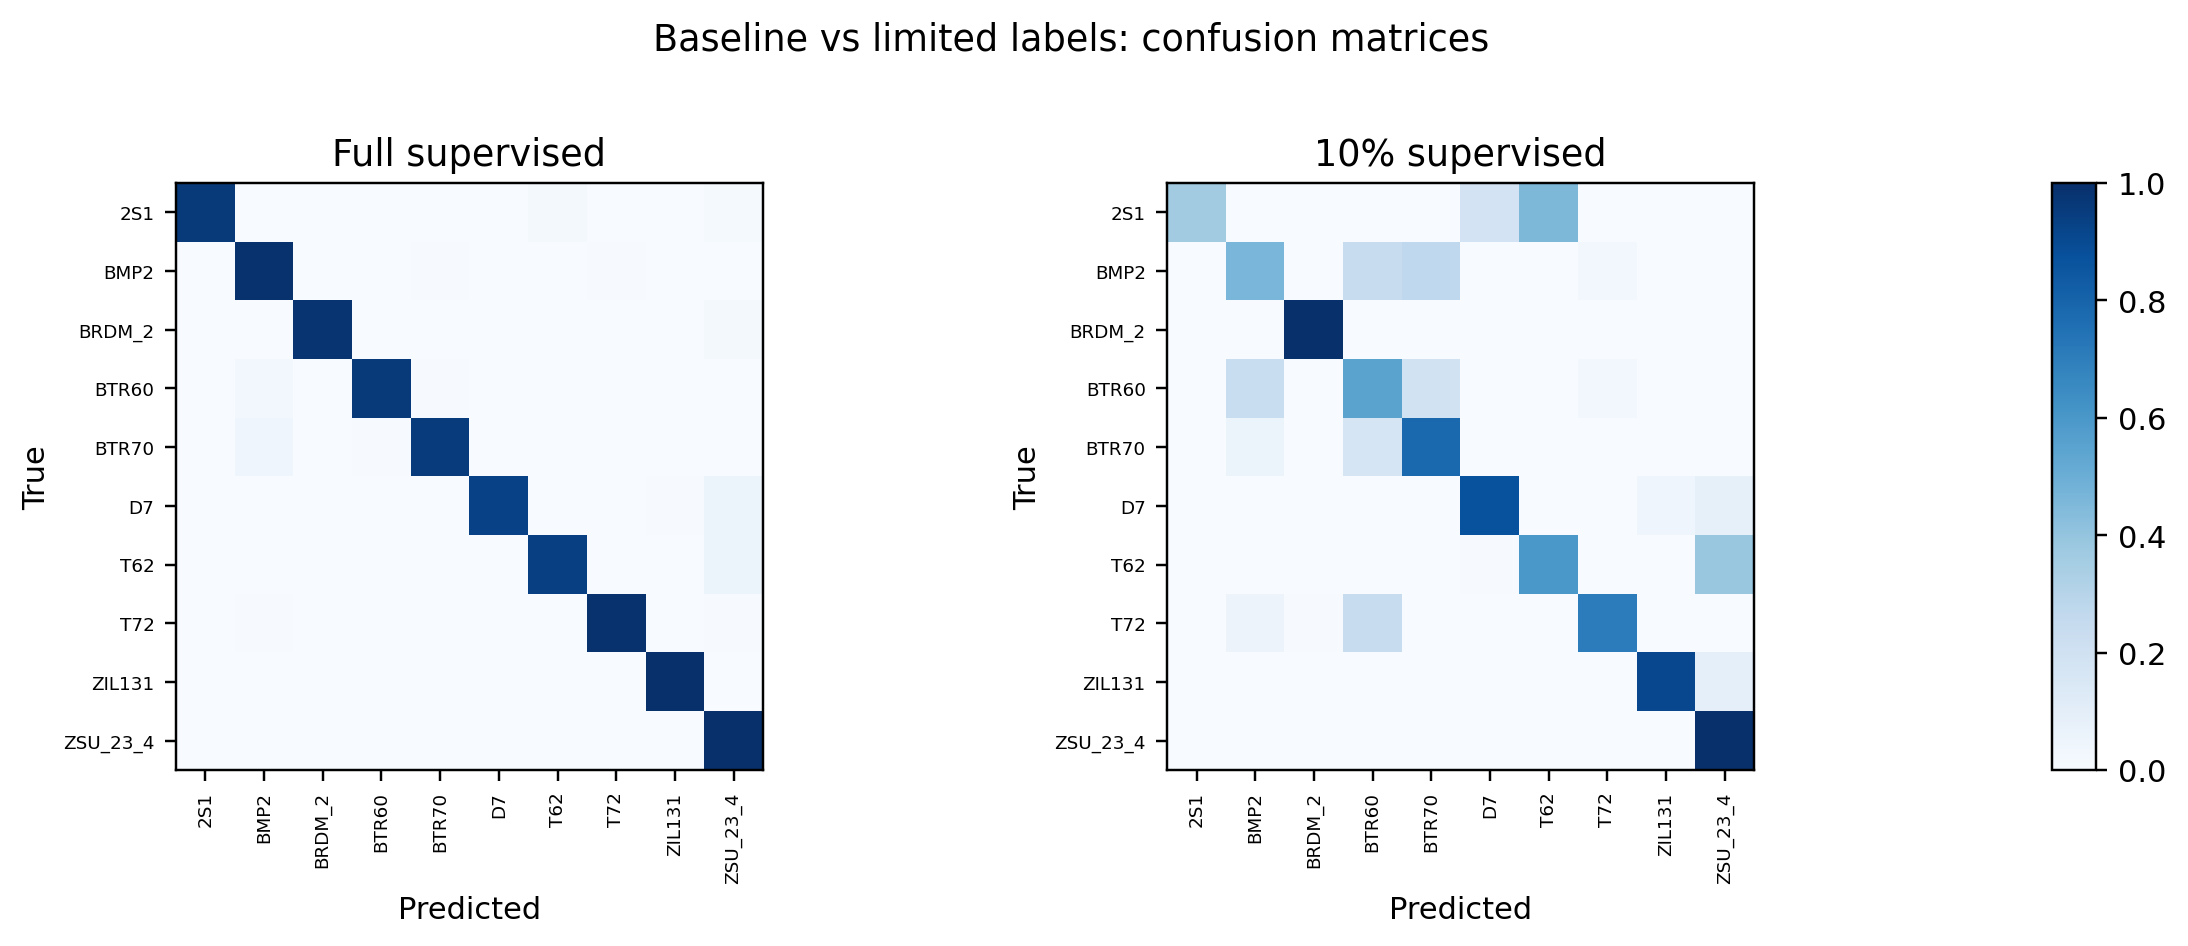 Baseline vs limited labels: confusion matrices
Full supervised
True
2S1
BMP2
BRDM_2
BTR60
BTR70
D7
T62
T72
ZIL131
ZSU_23_4
2S1
BMP2
BRDM_2
BTR60
BTR70
D7
T62
T72
ZIL131
ZSU_23_4
Predicted
10% supervised
True
2S1
BMP2
BRDM_2
BTR60
BTR70
D7
T62
T72
ZIL131
ZSU_23_4
2S1
BMP2
BRDM_2
BTR60
BTR70
D7
T62
T72
ZIL131
ZSU_23_4
Predicted
1.0
0.8
0.6
0.4
0.2
0.0